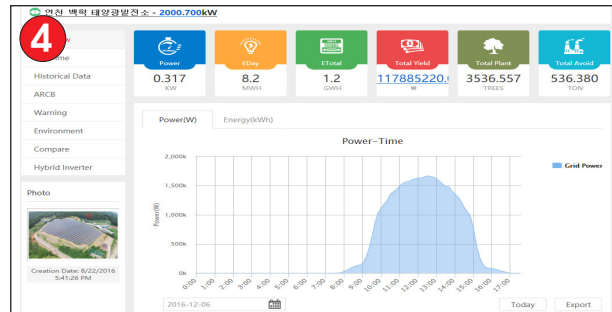 연천 백학 태양광발전소 - 2000.700kW
4
Historical Data
ARCB
Warning
Environment
Compare
Hybrid Inverter
Photo
Creation Date: 8/22/2016
5:41:26 PM
Power
0.317
KW
EDay
8.2
MWH
ETotal
1.2
GWH
Total Yield
117885220.
₩
Total Plant
3536.557
TREES
Total Avoid
536.380
TON
Power(W)
Energy(kWh)
Power-Time
Grid Power
Power(W)
2,000k
1,500k
1,000k
500k
0k
0:00 1:00 2:00 3:00 4:00 5:00 6:00 7:00 8:00 9:00 10:00 11:00 12:00 13:00 14:00 15:00 16:00 17:00
2016-12-06
Today
Export